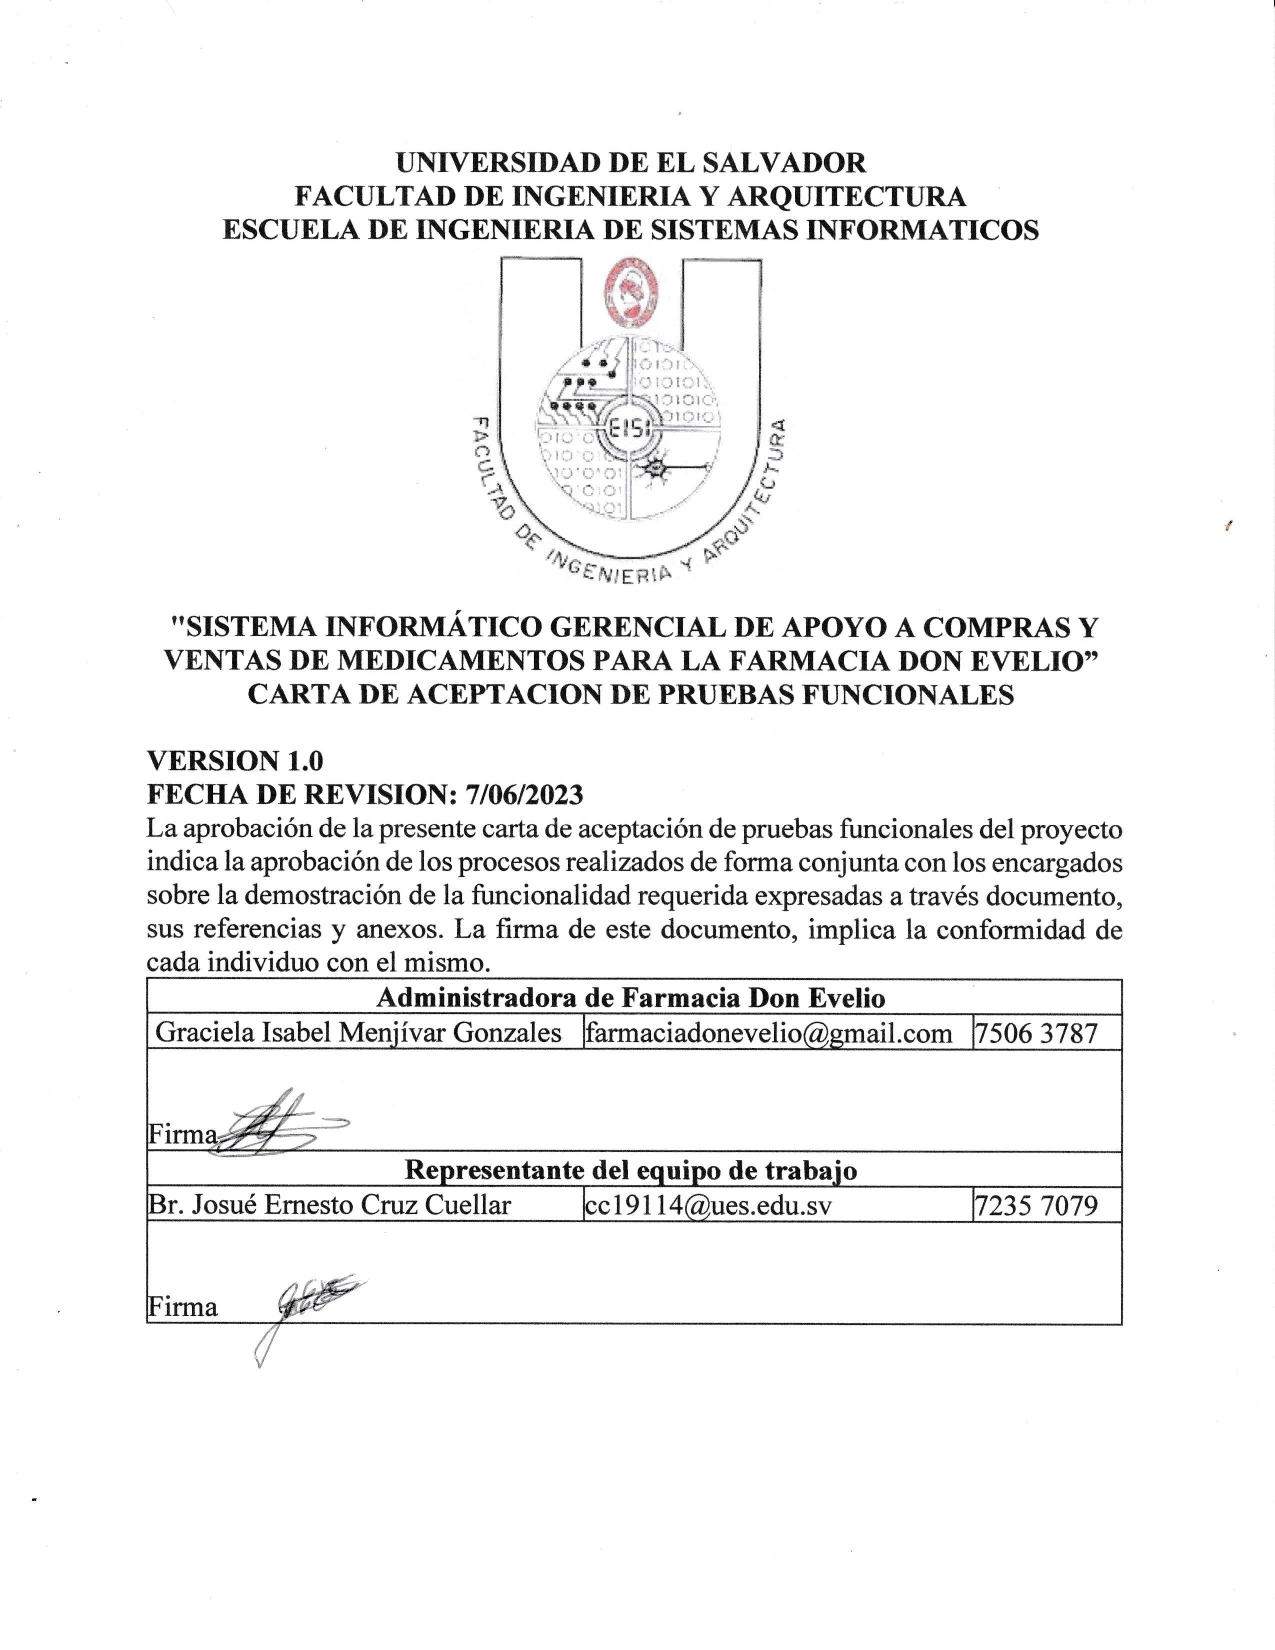 UNIVERSIDAD DE EL SALVADOR
FACULTAD DE INGENIERIA Y ARQUITECTURA
ESCUELA DE INGENIERIA DE SISTEMAS INFORMATICOS
EISI
FACULTAD DE INGENIERIA Y ARQUITECTURA
"SISTEMA INFORMÁTICO GERENCIAL DE APOYO A COMPRAS Y
VENTAS DE MEDICAMENTOS PARA LA FARMACIA DON EVELIO”
CARTA DE ACEPTACION DE PRUEBAS FUNCIONALES
VERSION 1.0
FECHA DE REVISION: 7/06/2023
La aprobación de la presente carta de aceptación de pruebas funcionales del proyecto
indica la aprobación de los procesos realizados de forma conjunta con los encargados
sobre la demostración de la funcionalidad requerida expresadas a través documento,
sus referencias y anexos. La firma de este documento, implica la conformidad de
cada individuo con el mismo.
Administradora de Farmacia Don Evelio
Graciela Isabel Menjívar Gonzales farmaciadonevelio@gmail.com 7506 3787
Firma
Representante del equipo de trabajo
Br. Josué Ernesto Cruz Cuellar cc19114@ues.edu.sv 7235 7079
Firma